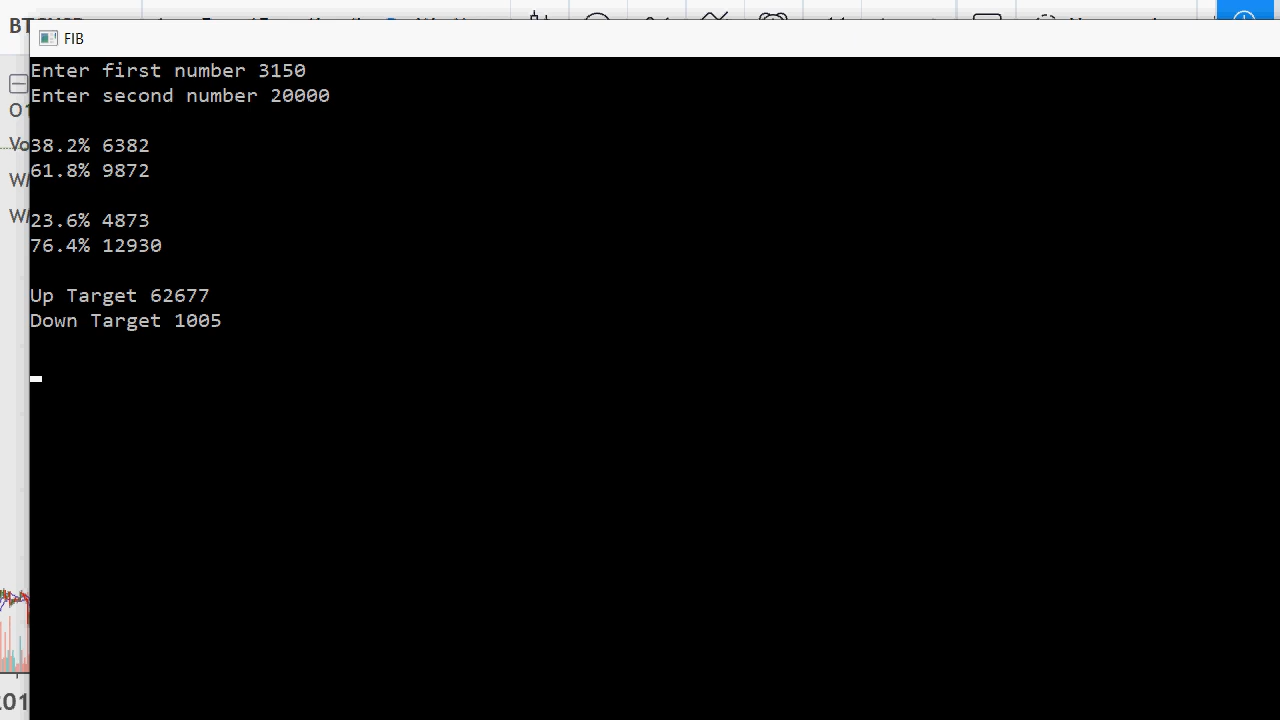 FIB
Enter first number 3150
Enter second number 20000
38.2% 6382
61.8% 9872
23.6% 4873
76.4% 12930
Up Target 62677
Down Target 1005